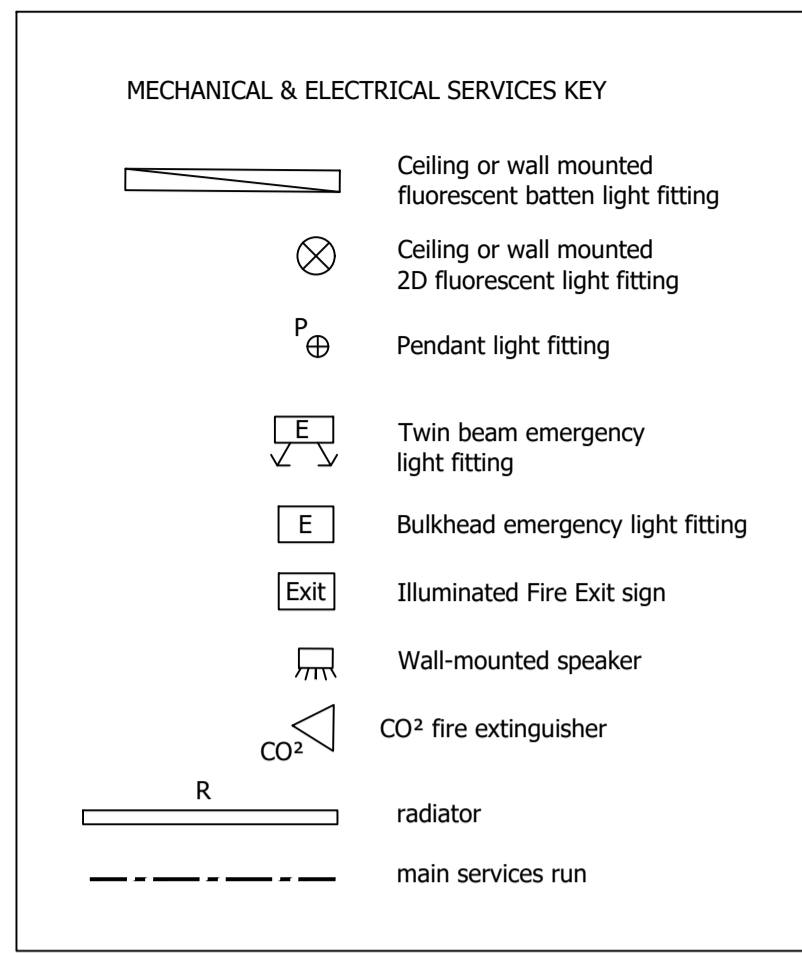 MECHANICAL & ELECTRICAL SERVICES KEY
Ceiling or wall mounted
fluorescent batten light fitting
Ceiling or wall mounted
2D fluorescent light fitting
P
Pendant light fitting
E
Twin beam emergency
light fitting
E
Bulkhead emergency light fitting
Exit
Illuminated Fire Exit sign
Wall-mounted speaker
CO²
CO² fire extinguisher
R
radiator
main services run